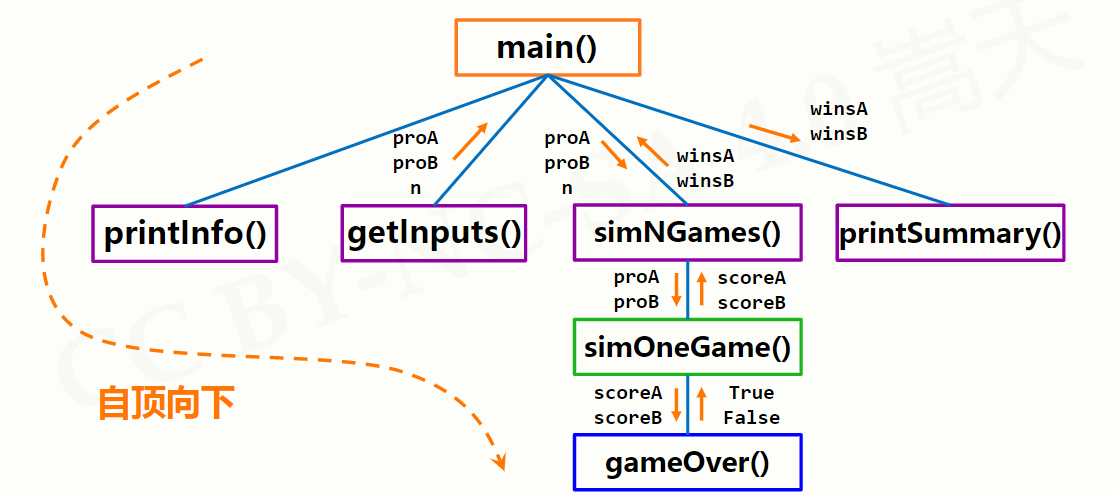 main()
winsA
winsB
proA
proB
n
proA
proB
n
winsA
winsB
printInfo()
getInputs()
simNGames()
printSummary()
proA
proB
scoreA
scoreB
simOneGame()
自顶向下
scoreA
scoreB
True
False
gameOver()
CC BY-NC-SA 4.0 嵩天